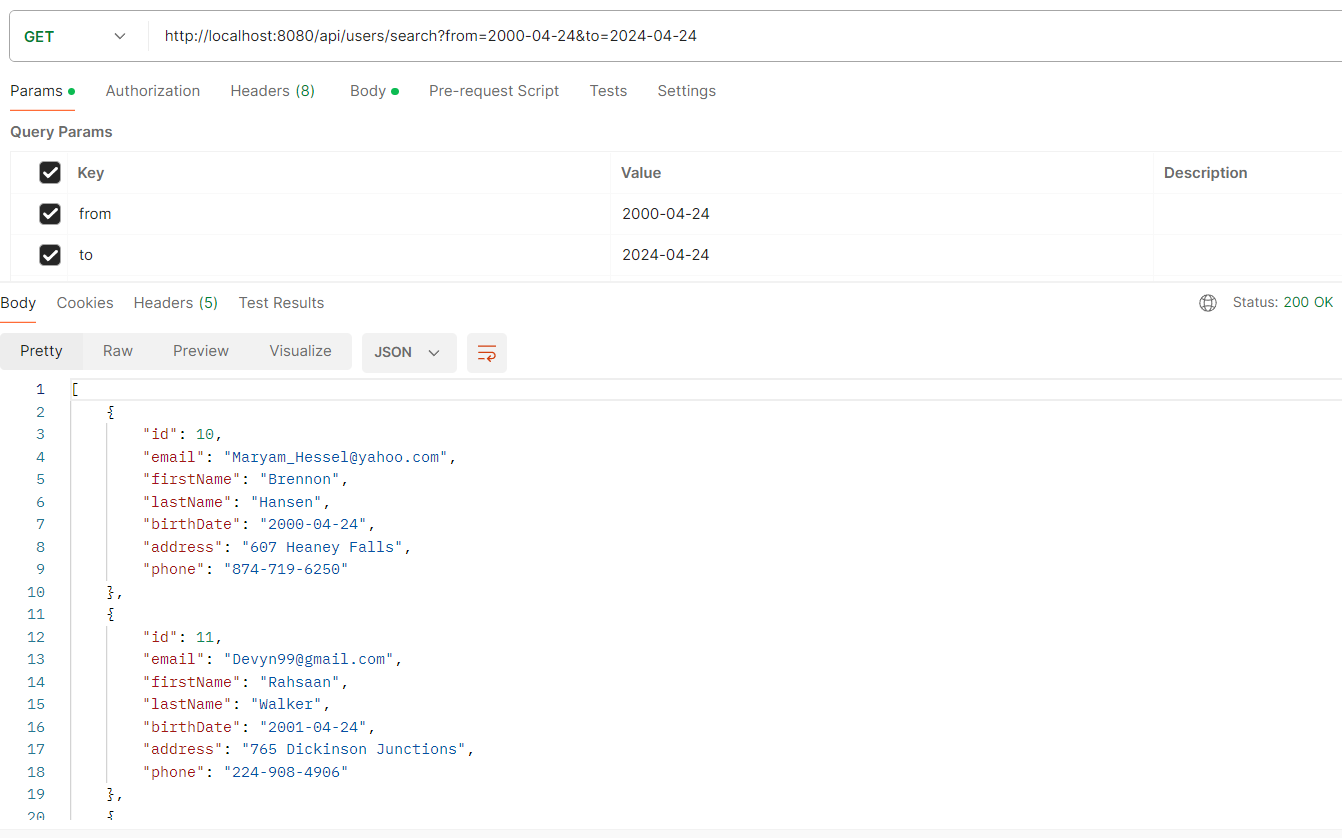 GET http://localhost:8080/api/users/search?from=2000-04-24&to=2024-04-24
Params Authorization Headers (8) Body Pre-request Script Tests Settings
Query Params
Key Value Description
from 2000-04-24
to 2024-04-24
Body Cookies Headers (5) Test Results Status: 200 OK
Pretty Raw Preview Visualize JSON
1 [
2 {
3 "id": 10,
4 "email": "Maryam_Hessel@yahoo.com",
5 "firstName": "Brennon",
6 "lastName": "Hansen",
7 "birthDate": "2000-04-24",
8 "address": "607 Heaney Falls",
9 "phone": "874-719-6250"
10 },
11 {
12 "id": 11,
13 "email": "Devyn99@gmail.com",
14 "firstName": "Rahsaan",
15 "lastName": "Walker",
16 "birthDate": "2001-04-24",
17 "address": "765 Dickinson Junctions",
18 "phone": "224-908-4906"
19 },
20 {